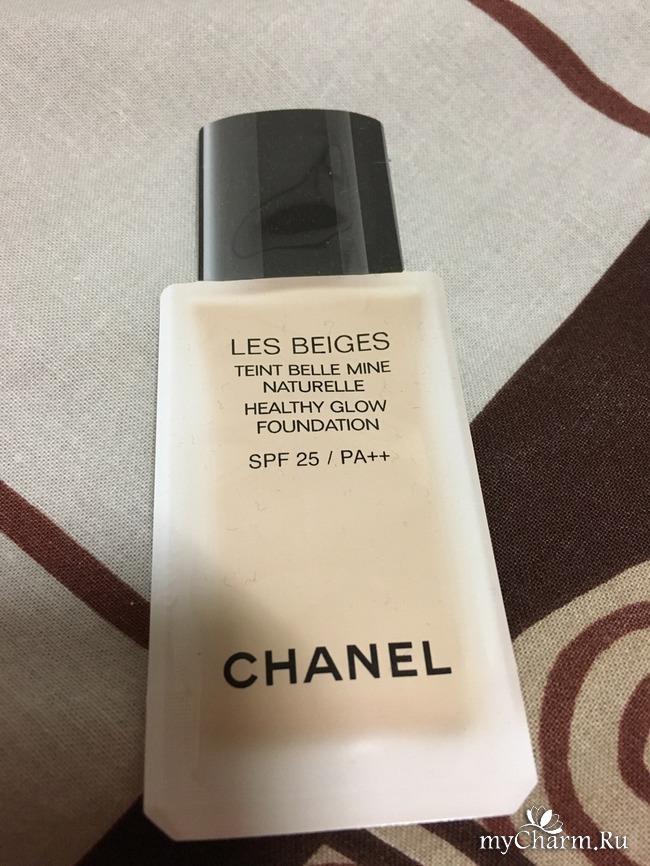 LES BEIGES
TEINT BELLE MINE
NATURELLE
HEALTHY GLOW
FOUNDATION
SPF 25 / PA++
CHANEL
myCharm.Ru